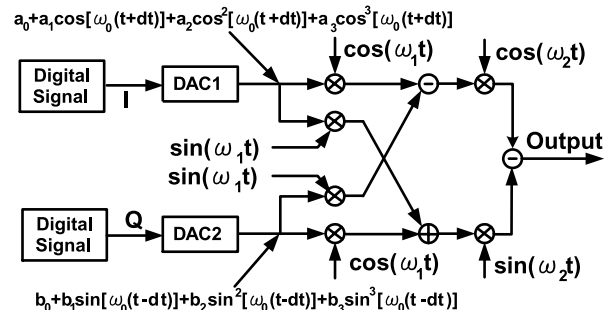 a₀+a₁cos[ω₀(t+dt)]+a₂cos²[ω₀(t+dt)]+a₃cos³[ω₀(t+dt)]
cos(ω₁t)
cos(ω₂t)
Digital
Signal
I
DAC1
sin(ω₁t)
Output
sin(ω₁t)
Digital
Signal
Q
DAC2
cos(ω₁t)
sin(ω₂t)
b₀+b₁sin[ω₀(t-dt)]+b₂sin²[ω₀(t-dt)]+b₃sin³[ω₀(t-dt)]